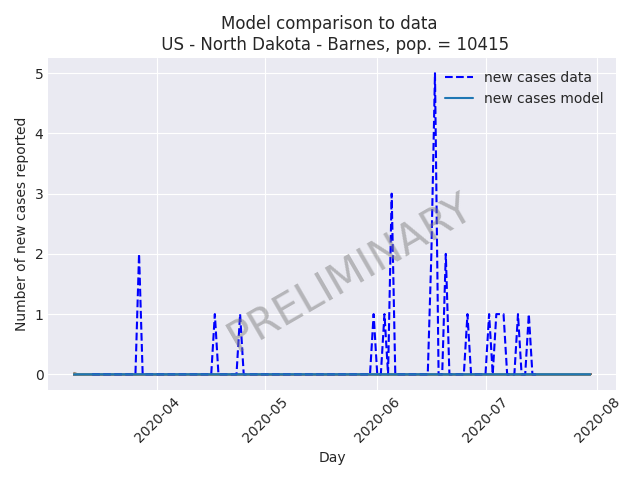 Model comparison to data
US - North Dakota - Barnes, pop. = 10415
new cases data
new cases model
Number of new cases reported
5
4
3
2
1
0
PRELIMINARY
2020-04
2020-05
2020-06
2020-07
2020-08
Day